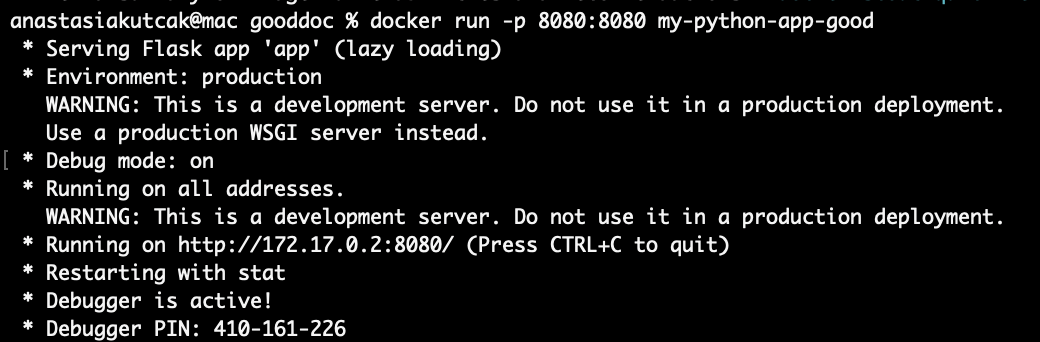 anastasiakutcak@mac gooddoc % docker run -p 8080:8080 my-python-app-good
* Serving Flask app 'app' (lazy loading)
* Environment: production
WARNING: This is a development server. Do not use it in a production deployment.
Use a production WSGI server instead.
[ * Debug mode: on
* Running on all addresses.
WARNING: This is a development server. Do not use it in a production deployment.
* Running on http://172.17.0.2:8080/ (Press CTRL+C to quit)
* Restarting with stat
* Debugger is active!
* Debugger PIN: 410-161-226